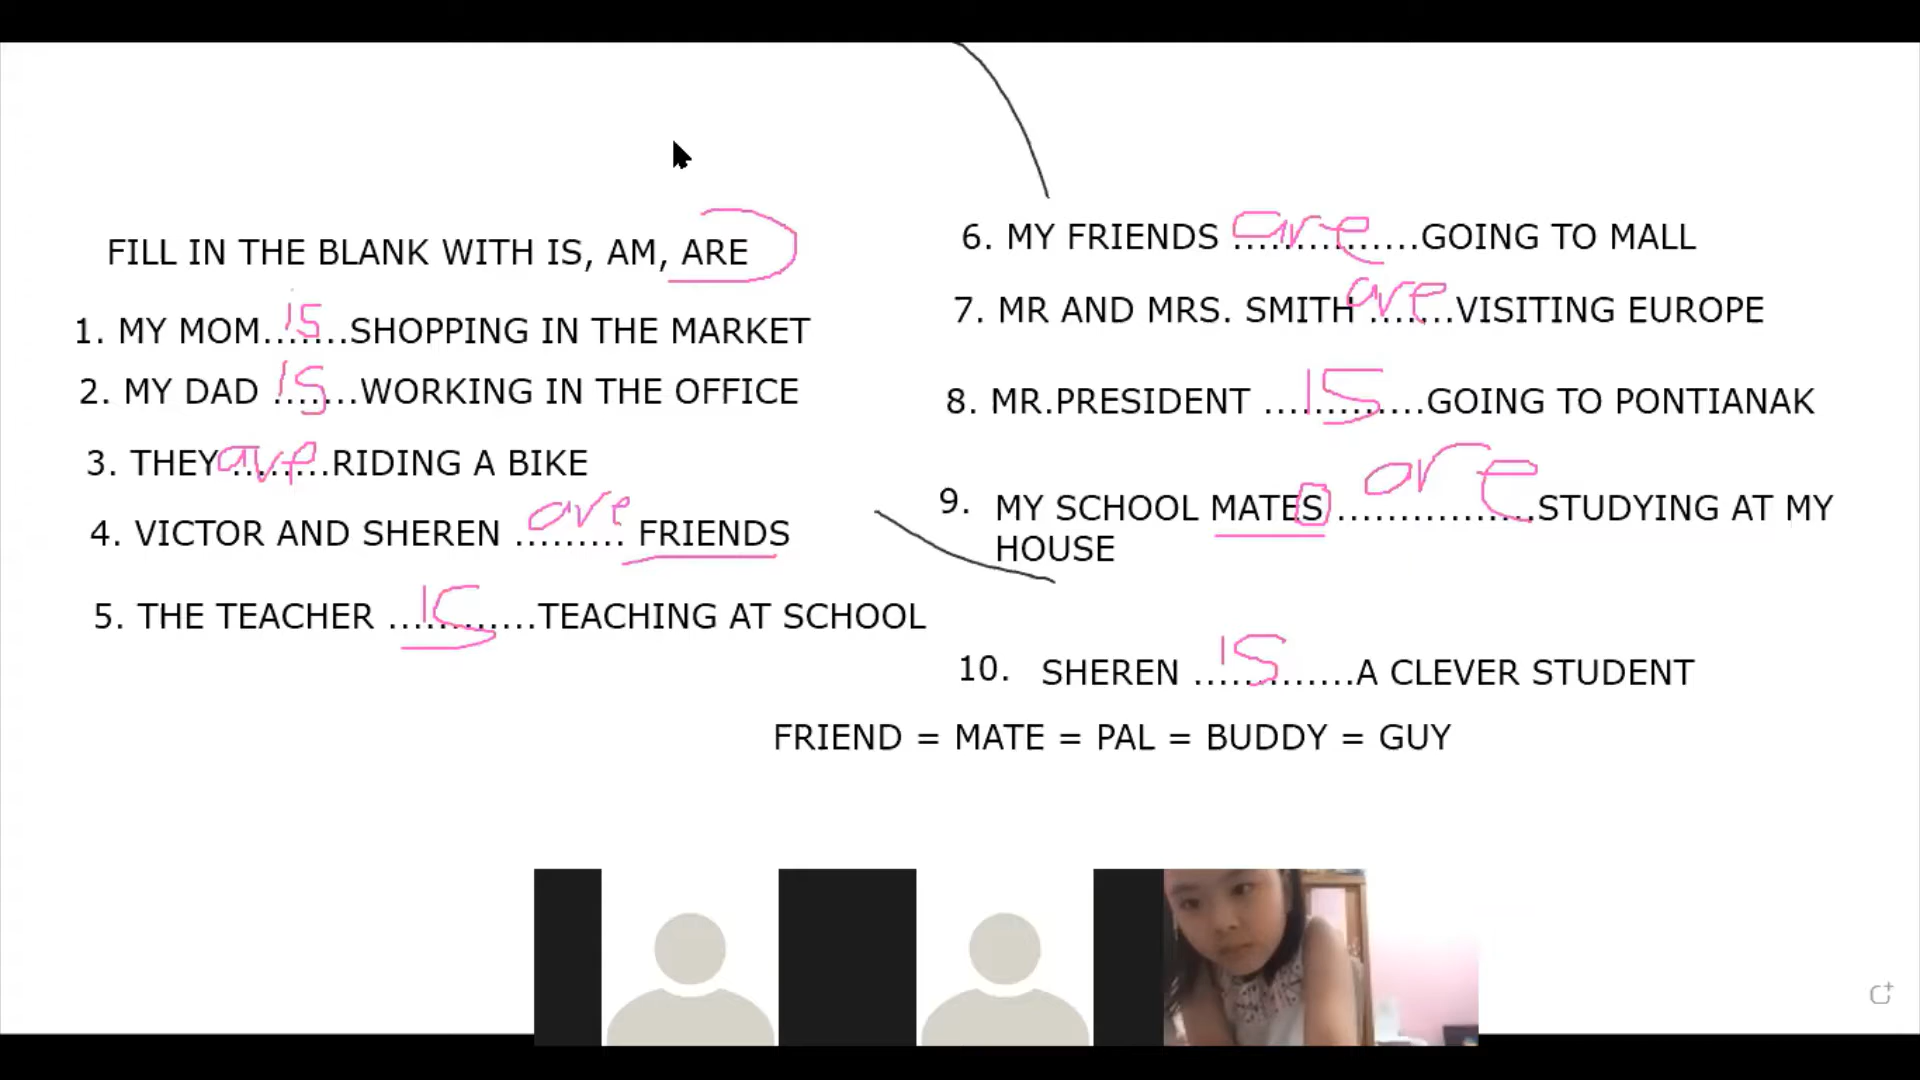 FILL IN THE BLANK WITH IS, AM, ARE
1. MY MOM...is...SHOPPING IN THE MARKET
2. MY DAD ...is...WORKING IN THE OFFICE
3. THEY ...are...RIDING A BIKE
4. VICTOR AND SHEREN ...are... FRIENDS
5. THE TEACHER ...is...TEACHING AT SCHOOL
6. MY FRIENDS ...are...GOING TO MALL
7. MR AND MRS. SMITH ...are...VISITING EUROPE
8. MR.PRESIDENT ...is...GOING TO PONTIANAK
9. MY SCHOOL MATES ...are...STUDYING AT MY
HOUSE
10. SHEREN ...is...A CLEVER STUDENT
FRIEND = MATE = PAL = BUDDY = GUY